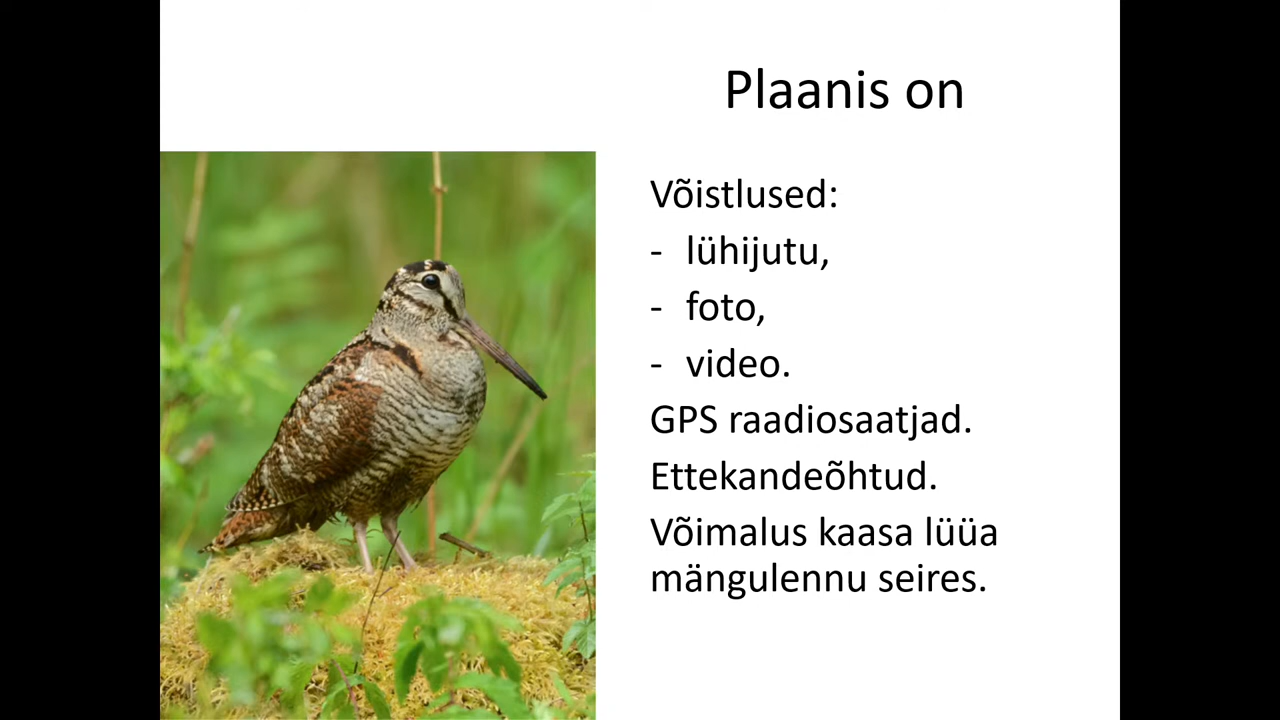 Plaanis on
Võistlused:
- lühijutu,
- foto,
- video.
GPS raadiosaatjad.
Ettekandeõhtud.
Võimalus kaasa lüüa
mängulennu seires.